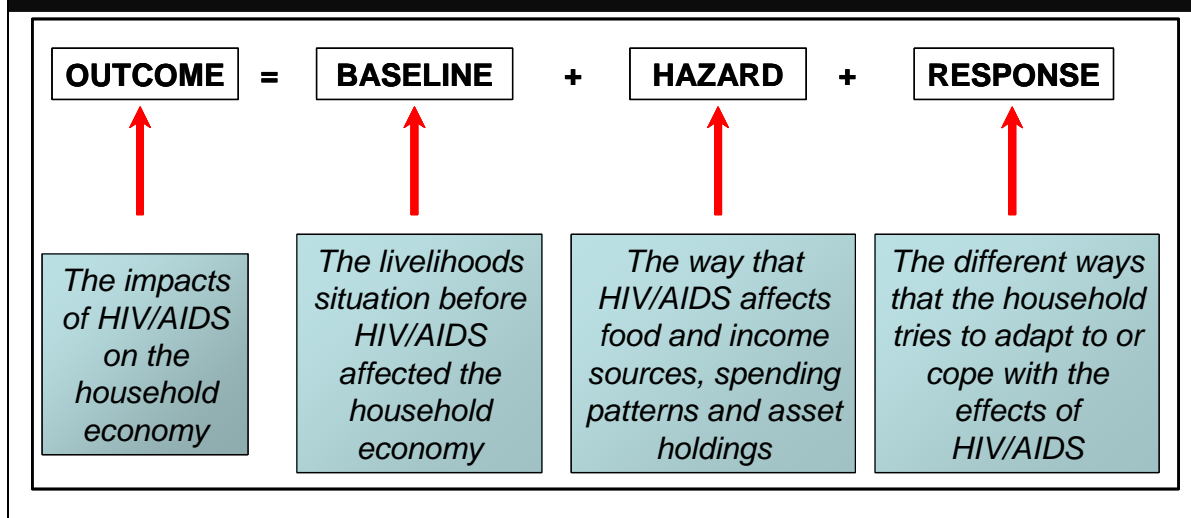 OUTCOME = BASELINE + HAZARD + RESPONSE
The impacts
of HIV/AIDS
on the
household
economy
The livelihoods
situation before
HIV/AIDS
affected the
household
economy
The way that
HIV/AIDS affects
food and income
sources, spending
patterns and asset
holdings
The different ways
that the household
tries to adapt to or
cope with the
effects of
HIV/AIDS